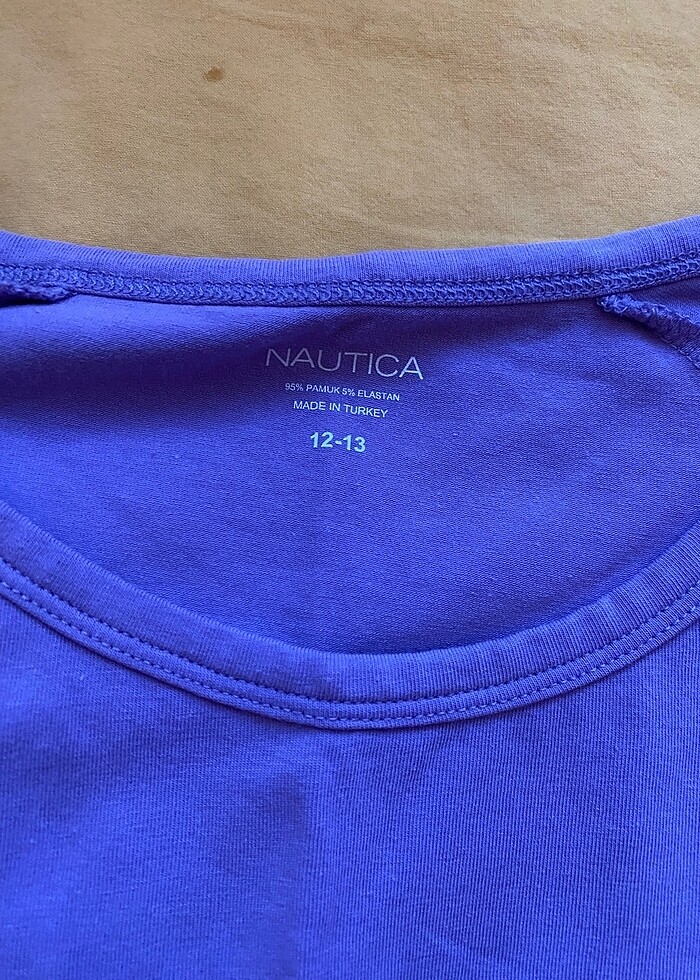 NAUTICA
95% PAMUK 5% ELASTAN
MADE IN TURKEY
12-13